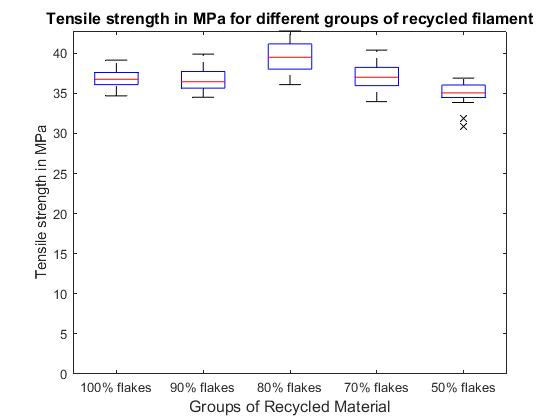 Tensile strength in MPa for different groups of recycled filament
40
35
30
25
20
15
10
5
0
Tensile strength in MPa
100% flakes 90% flakes 80% flakes 70% flakes 50% flakes
Groups of Recycled Material